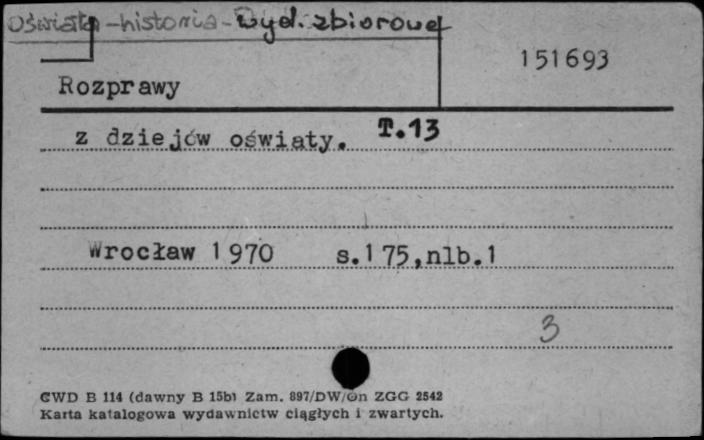 Oświata - historia - wyd. zbiorowe
151693
Rozprawy
z dziejów oświaty. T.13
Wrocław 1970 s.175,nlb.1
3
CWD B 114 (dawny B 15b) Zam. 897/DW/On ZGG 2542
Karta katalogowa wydawnictw ciągłych i zwartych.